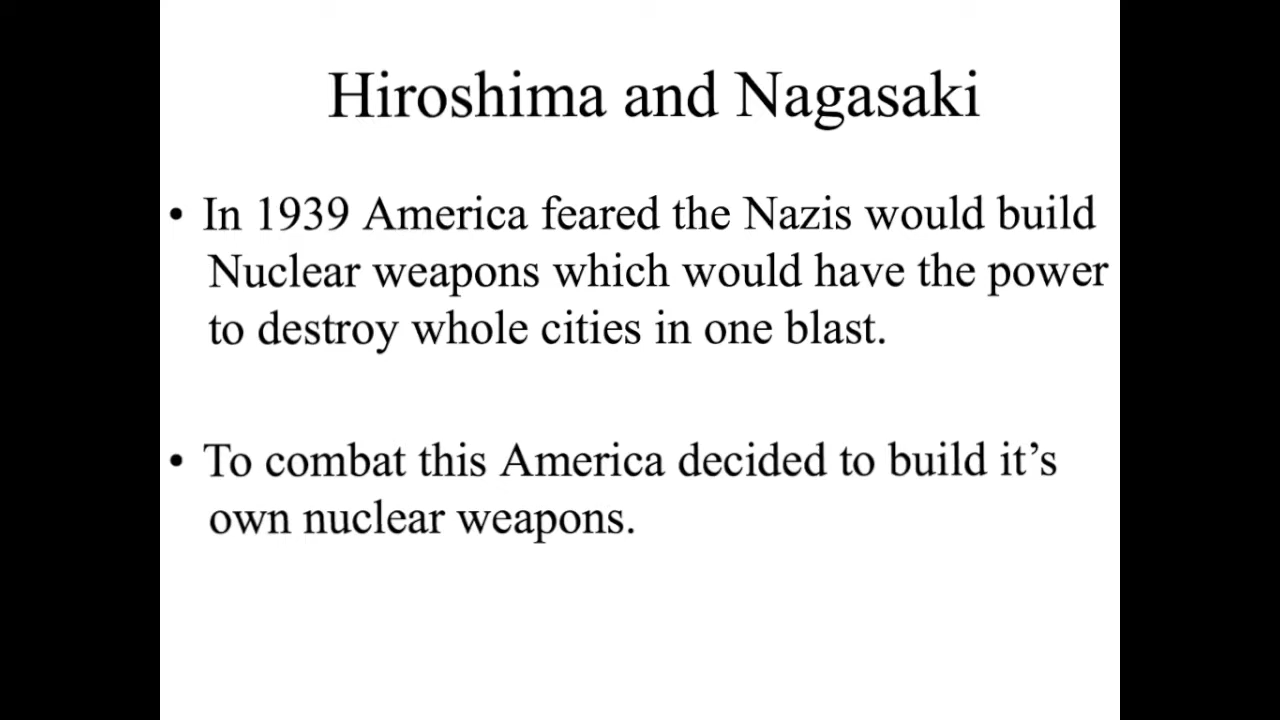 Hiroshima and Nagasaki
• In 1939 America feared the Nazis would build
Nuclear weapons which would have the power
to destroy whole cities in one blast.
• To combat this America decided to build it’s
own nuclear weapons.